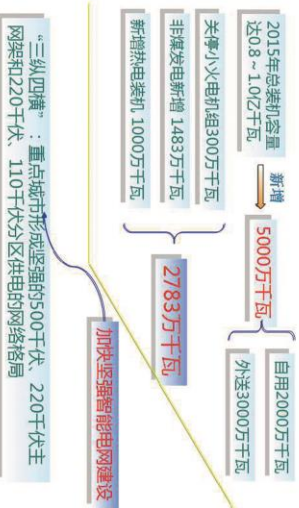 2015年总装机容量
达0.8～1.0亿千瓦
新增
5000万千瓦
自用2000万千瓦
外送3000万千瓦
关停小火电机组300万千瓦
非煤发电新增 1483万千瓦
新增热电装机 1000万千瓦
2783万千瓦
加快坚强智能电网建设
“三纵四横”：重点城市形成坚强的500千伏、220千伏主
网架和220千伏、110千伏分区供电的网络格局